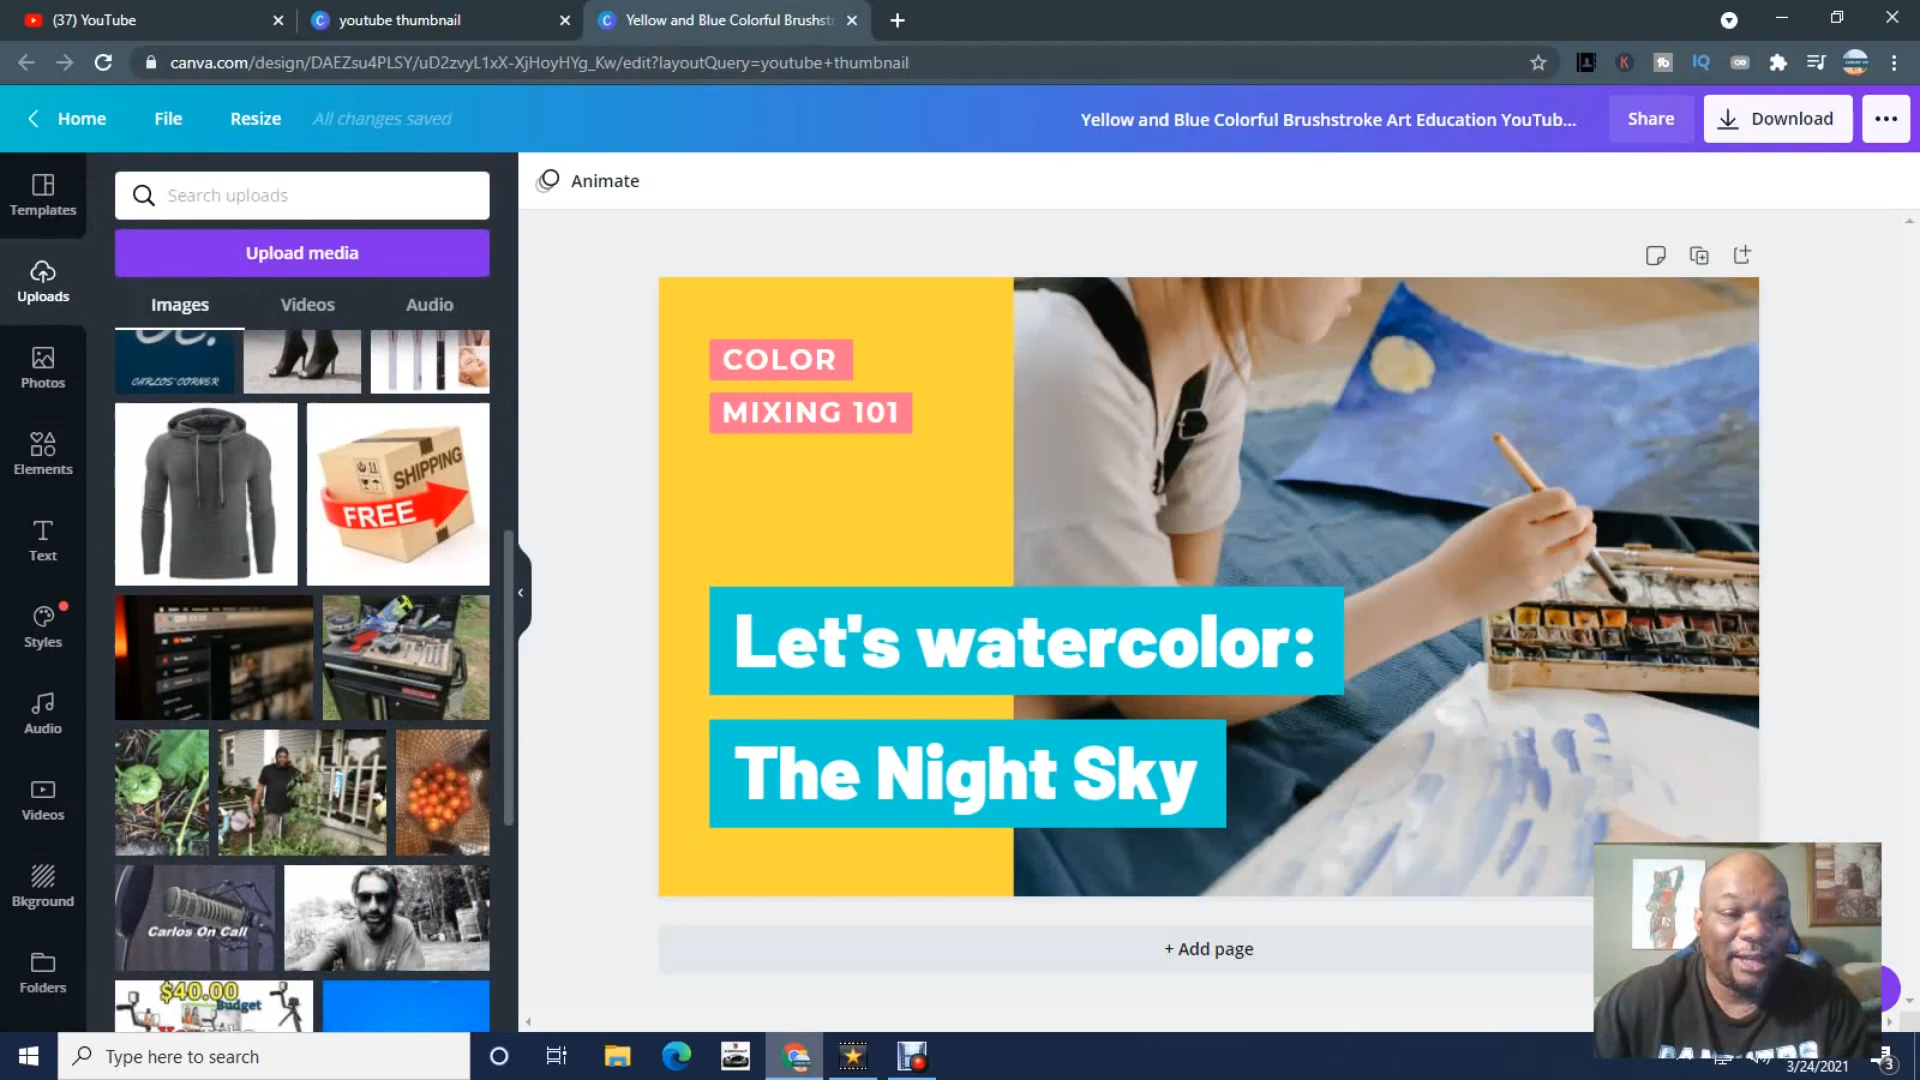 (37) YouTube
youtube thumbnail
Yellow and Blue Colorful Brushst
canva.com/design/DAEZsu4PLSY/uD2zvyL1xX-XjHoyHYg_Kw/edit?layoutQuery=youtube+thumbnail
Home
File
Resize
All changes saved
Yellow and Blue Colorful Brushstroke Art Education YouTub...
Share
Download
Templates
Uploads
Photos
Elements
Text
Styles
Audio
Videos
Bkground
Folders
Search uploads
Upload media
Images
Videos
Audio
CARLOS' CORNER
SHIPPING
FREE
Carlos On Call
$40.00
Budget
Animate
COLOR
MIXING 101
Let's watercolor:
The Night Sky
+ Add page
Type here to search
3/24/2021
3